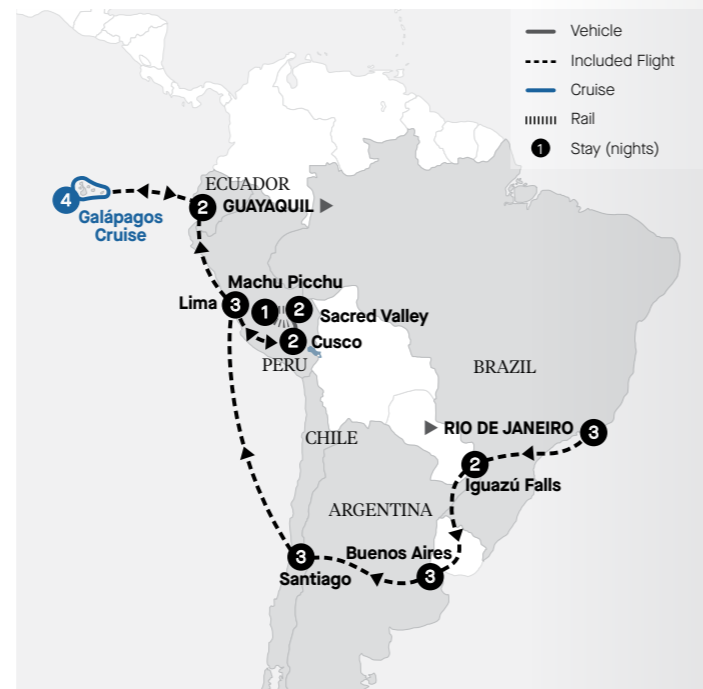 Vehicle
Included Flight
Cruise
Rail
1 Stay (nights)
ECUADOR
4
Galápagos
Cruise
2 GUAYAQUIL
Machu Picchu
Lima 3 1 2 Sacred Valley
2 Cusco
PERU
BRAZIL
RIO DE JANEIRO 3
CHILE
2
Iguazú Falls
ARGENTINA
Buenos Aires
3
Santiago
3